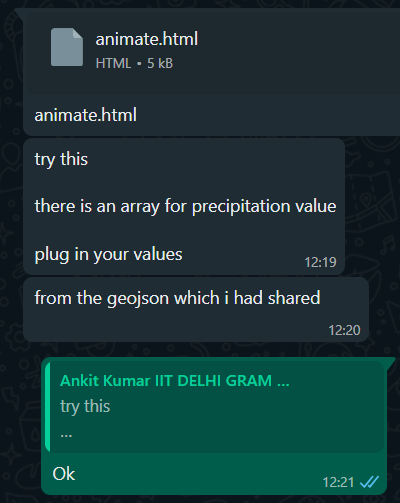 animate.html
HTML • 5 kB
animate.html
try this
there is an array for precipitation value
plug in your values
12:19
from the geojson which i had shared
12:20
Ankit Kumar IIT DELHI GRAM ...
try this
...
Ok
12:21